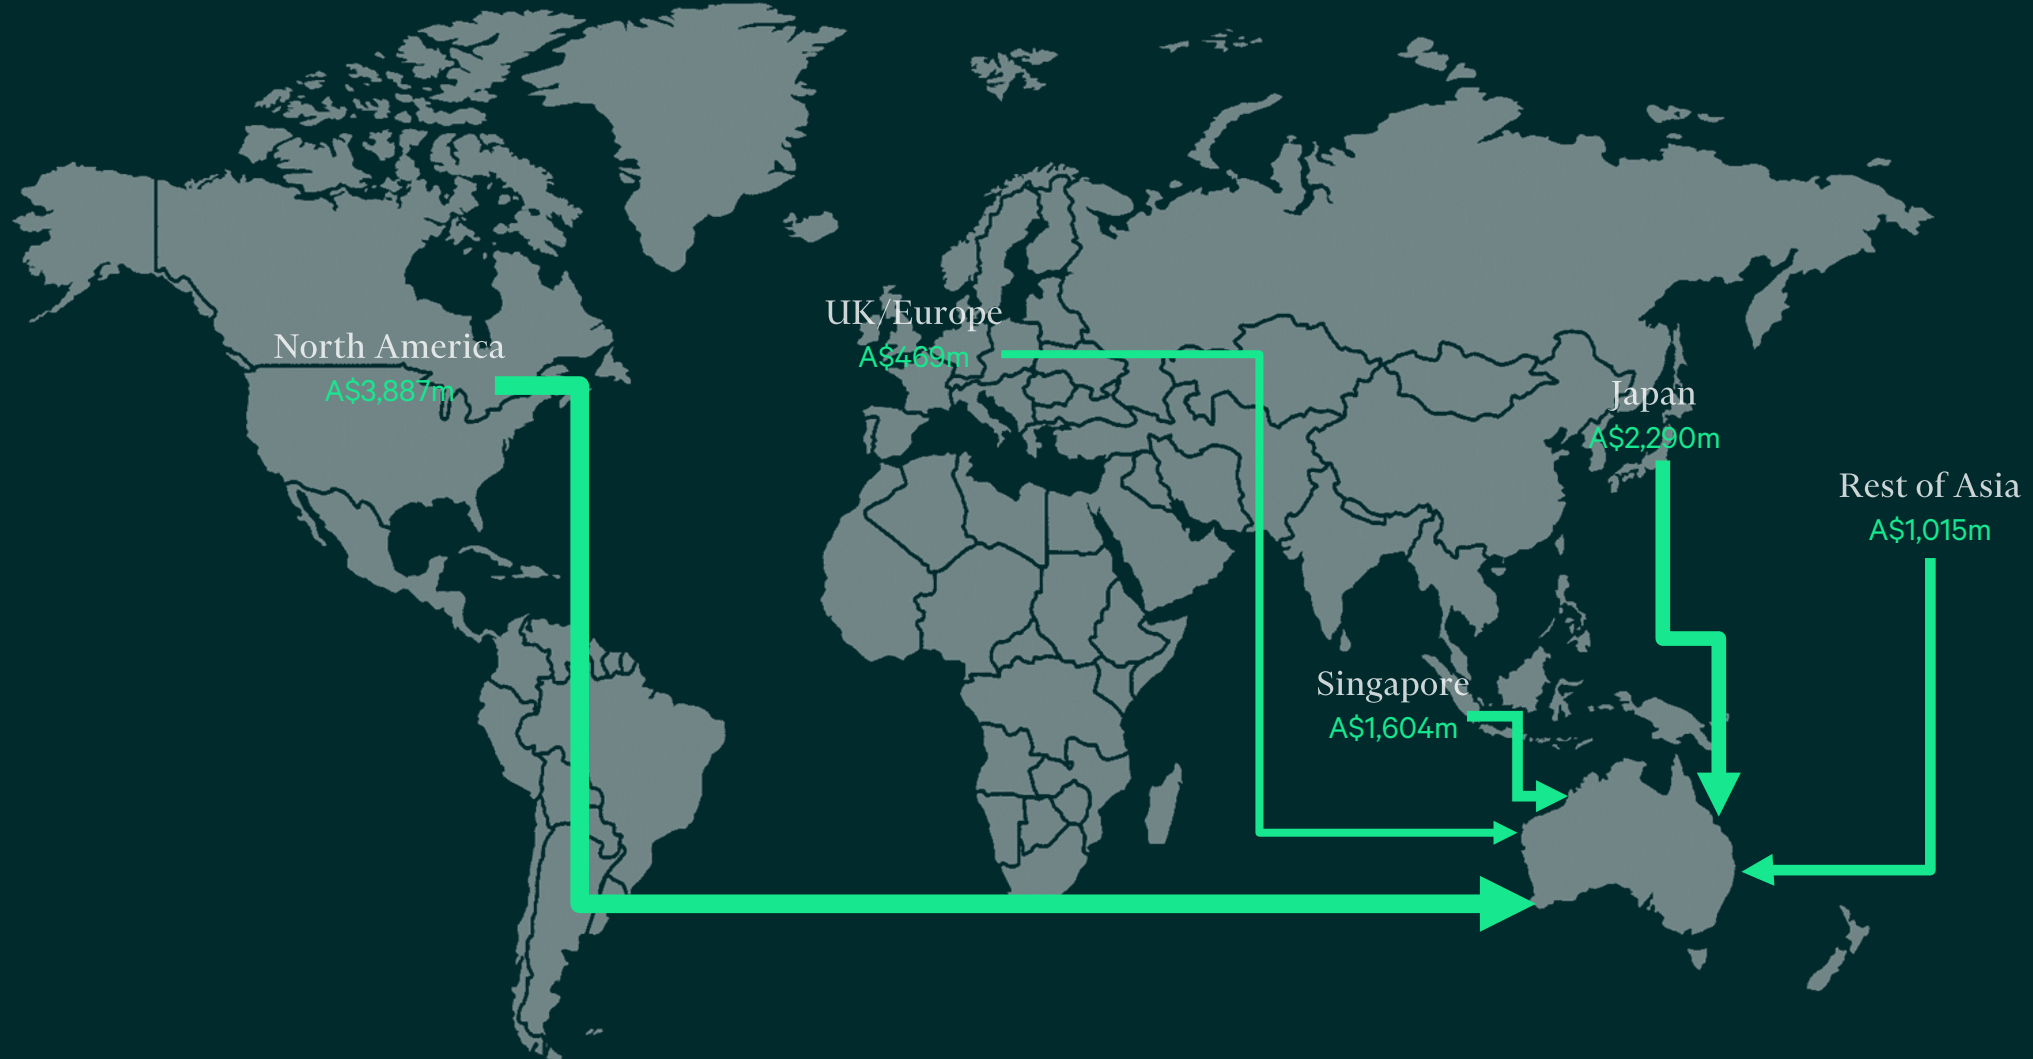 North America
A$3,887m
UK/Europe
A$469m
Japan
A$2,290m
Rest of Asia
A$1,015m
Singapore
A$1,604m